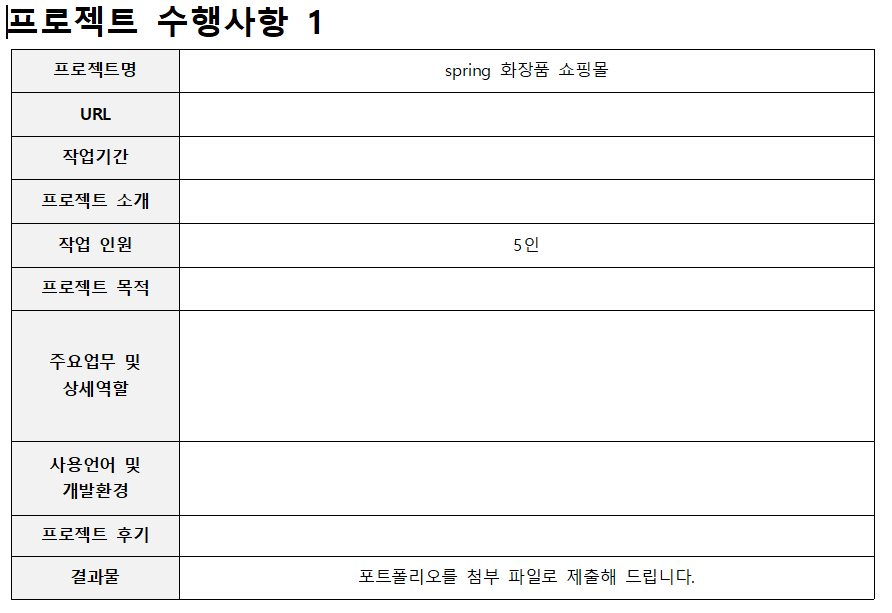 프로젝트 수행사항 1
프로젝트명
spring 화장품 쇼핑몰
URL
작업기간
프로젝트 소개
작업 인원
5인
프로젝트 목적
주요업무 및
상세역할
사용언어 및
개발환경
프로젝트 후기
결과물
포트폴리오를 첨부 파일로 제출해 드립니다.